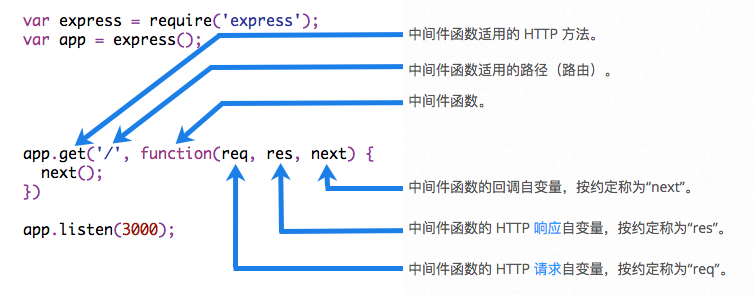 var express = require('express');
var app = express();
中间件函数适用的 HTTP 方法。
中间件函数适用的路径（路由）。
中间件函数。
app.get('/', function(req, res, next) {
next();
})
中间件函数的回调自变量，按约定称为“next”。
app.listen(3000);
中间件函数的 HTTP 响应自变量，按约定称为“res”。
中间件函数的 HTTP 请求自变量，按约定称为“req”。